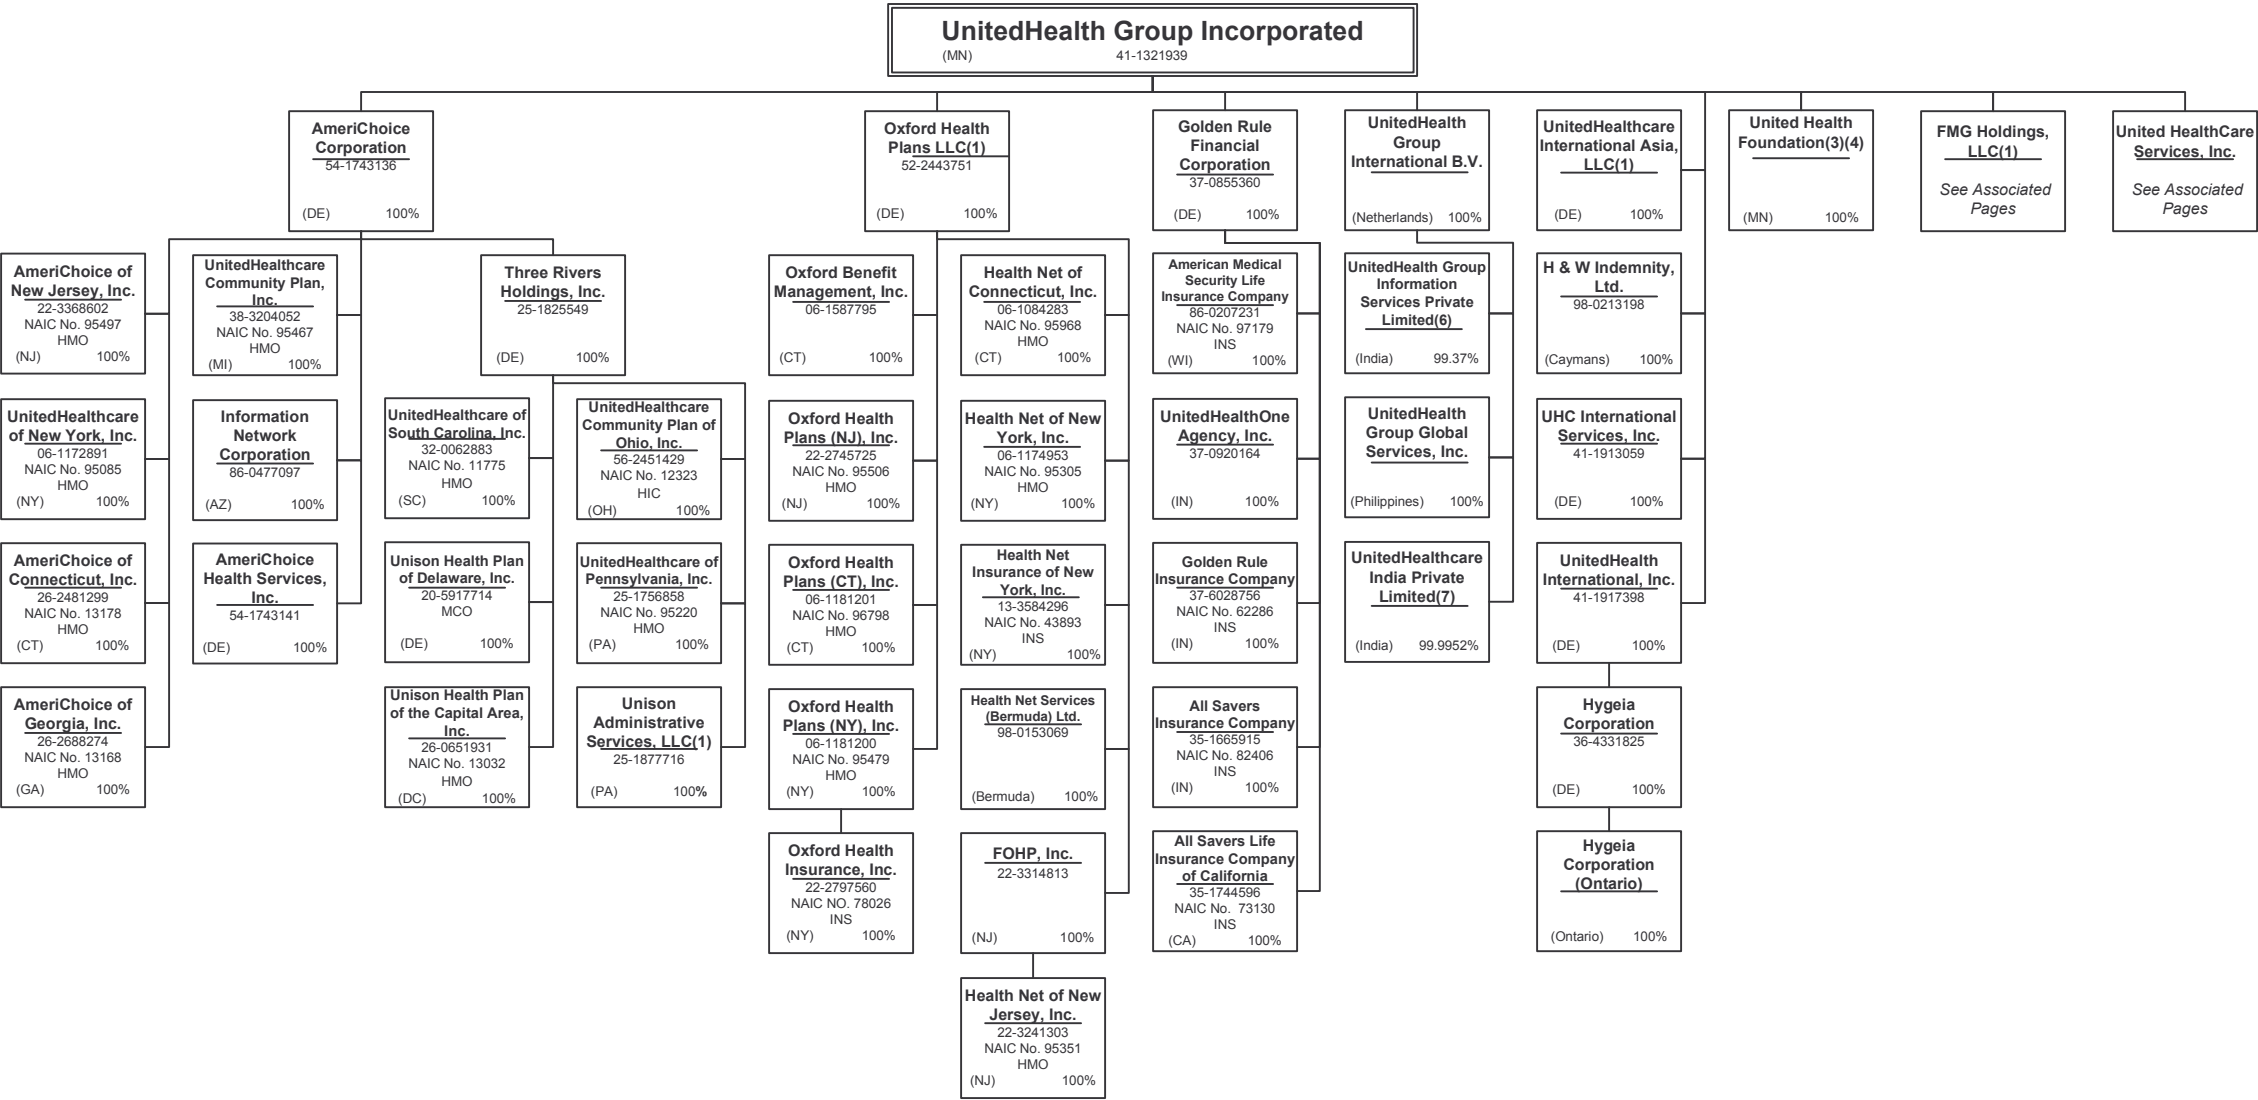 UnitedHealth Group Incorporated
(MN) 41-1321939
AmeriChoice
Corporation
54-1743136
(DE) 100%
Oxford Health
Plans LLC(1)
52-2443751
(DE) 100%
Golden Rule
Financial
Corporation
37-0855360
(DE) 100%
UnitedHealth
Group
International B.V.
(Netherlands) 100%
UnitedHealthcare
International Asia,
LLC(1)
(DE) 100%
United Health
Foundation(3)(4)
(MN) 100%
FMG Holdings,
LLC(1)
See Associated
Pages
United HealthCare
Services, Inc.
See Associated
Pages
AmeriChoice of
New Jersey, Inc.
22-3368602
NAIC No. 95497
HMO
(NJ) 100%
UnitedHealthcare
Community Plan,
Inc.
38-3204052
NAIC No. 95467
HMO
(MI) 100%
Three Rivers
Holdings, Inc.
25-1825549
(DE) 100%
Oxford Benefit
Management, Inc.
06-1587795
(CT) 100%
Health Net of
Connecticut, Inc.
06-1084283
NAIC No. 95968
HMO
(CT) 100%
American Medical
Security Life
Insurance Company
86-0207231
NAIC No. 97179
INS
(WI) 100%
UnitedHealth Group
Information
Services Private
Limited(6)
(India) 99.37%
H & W Indemnity,
Ltd.
98-0213198
(Caymans) 100%
UnitedHealthcare
of New York, Inc.
06-1172891
NAIC No. 95085
HMO
(NY) 100%
Information
Network
Corporation
86-0477097
(AZ) 100%
UnitedHealthcare of
South Carolina, Inc.
32-0062883
NAIC No. 11775
HMO
(SC) 100%
UnitedHealthcare
Community Plan of
Ohio, Inc.
56-2451429
NAIC No. 12323
HIC
(OH) 100%
Oxford Health
Plans (NJ), Inc.
22-2745725
NAIC No. 95506
HMO
(NJ) 100%
Health Net of New
York, Inc.
06-1174953
NAIC No. 95305
HMO
(NY) 100%
UnitedHealthOne
Agency, Inc.
37-0920164
(IN) 100%
UnitedHealth
Group Global
Services, Inc.
(Philippines) 100%
UHC International
Services, Inc.
41-1913059
(DE) 100%
AmeriChoice of
Connecticut, Inc.
26-2481299
NAIC No. 13178
HMO
(CT) 100%
AmeriChoice
Health Services,
Inc.
54-1743141
(DE) 100%
Unison Health Plan
of Delaware, Inc.
20-5917714
MCO
(DE) 100%
UnitedHealthcare of
Pennsylvania, Inc.
25-1756858
NAIC No. 95220
HMO
(PA) 100%
Oxford Health
Plans (CT), Inc.
06-1181201
NAIC No. 96798
HMO
(CT) 100%
Health Net
Insurance of New
York, Inc.
13-3584296
NAIC No. 43893
INS
(NY) 100%
Golden Rule
Insurance Company
37-6028756
NAIC No. 62286
INS
(IN) 100%
UnitedHealthcare
India Private
Limited(7)
(India) 99.9952%
UnitedHealth
International, Inc.
41-1917398
(DE) 100%
AmeriChoice of
Georgia, Inc.
26-2688274
NAIC No. 13168
HMO
(GA) 100%
Unison Health Plan
of the Capital Area,
Inc.
26-0651931
NAIC No. 13032
HMO
(DC) 100%
Unison
Administrative
Services, LLC(1)
25-1877716
(PA) 100%
Oxford Health
Plans (NY), Inc.
06-1181200
NAIC No. 95479
HMO
(NY) 100%
Health Net Services
(Bermuda) Ltd.
98-0153069
(Bermuda) 100%
All Savers
Insurance Company
35-1665915
NAIC No. 82406
INS
(IN) 100%
Hygeia
Corporation
36-4331825
(DE) 100%
Oxford Health
Insurance, Inc.
22-2797560
NAIC NO. 78026
INS
(NY) 100%
FOHP, Inc.
22-3314813
(NJ) 100%
All Savers Life
Insurance Company
of California
35-1744596
NAIC No. 73130
INS
(CA) 100%
Hygeia
Corporation
(Ontario)
(Ontario) 100%
Health Net of New
Jersey, Inc.
22-3241303
NAIC No. 95351
HMO
(NJ) 100%